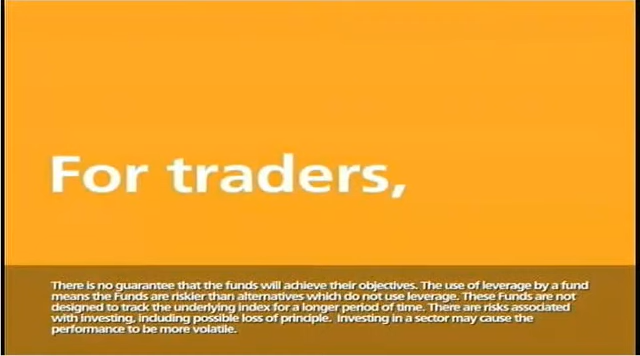 For traders,
There is no guarantee that the funds will achieve their objectives. The use of leverage by a fund
means the Funds are riskier than alternatives which do not use leverage. These Funds are not
designed to track the underlying index for a longer period of time. There are risks associated
with investing, including possible loss of principle. Investing in a sector may cause the
performance to be more volatile.